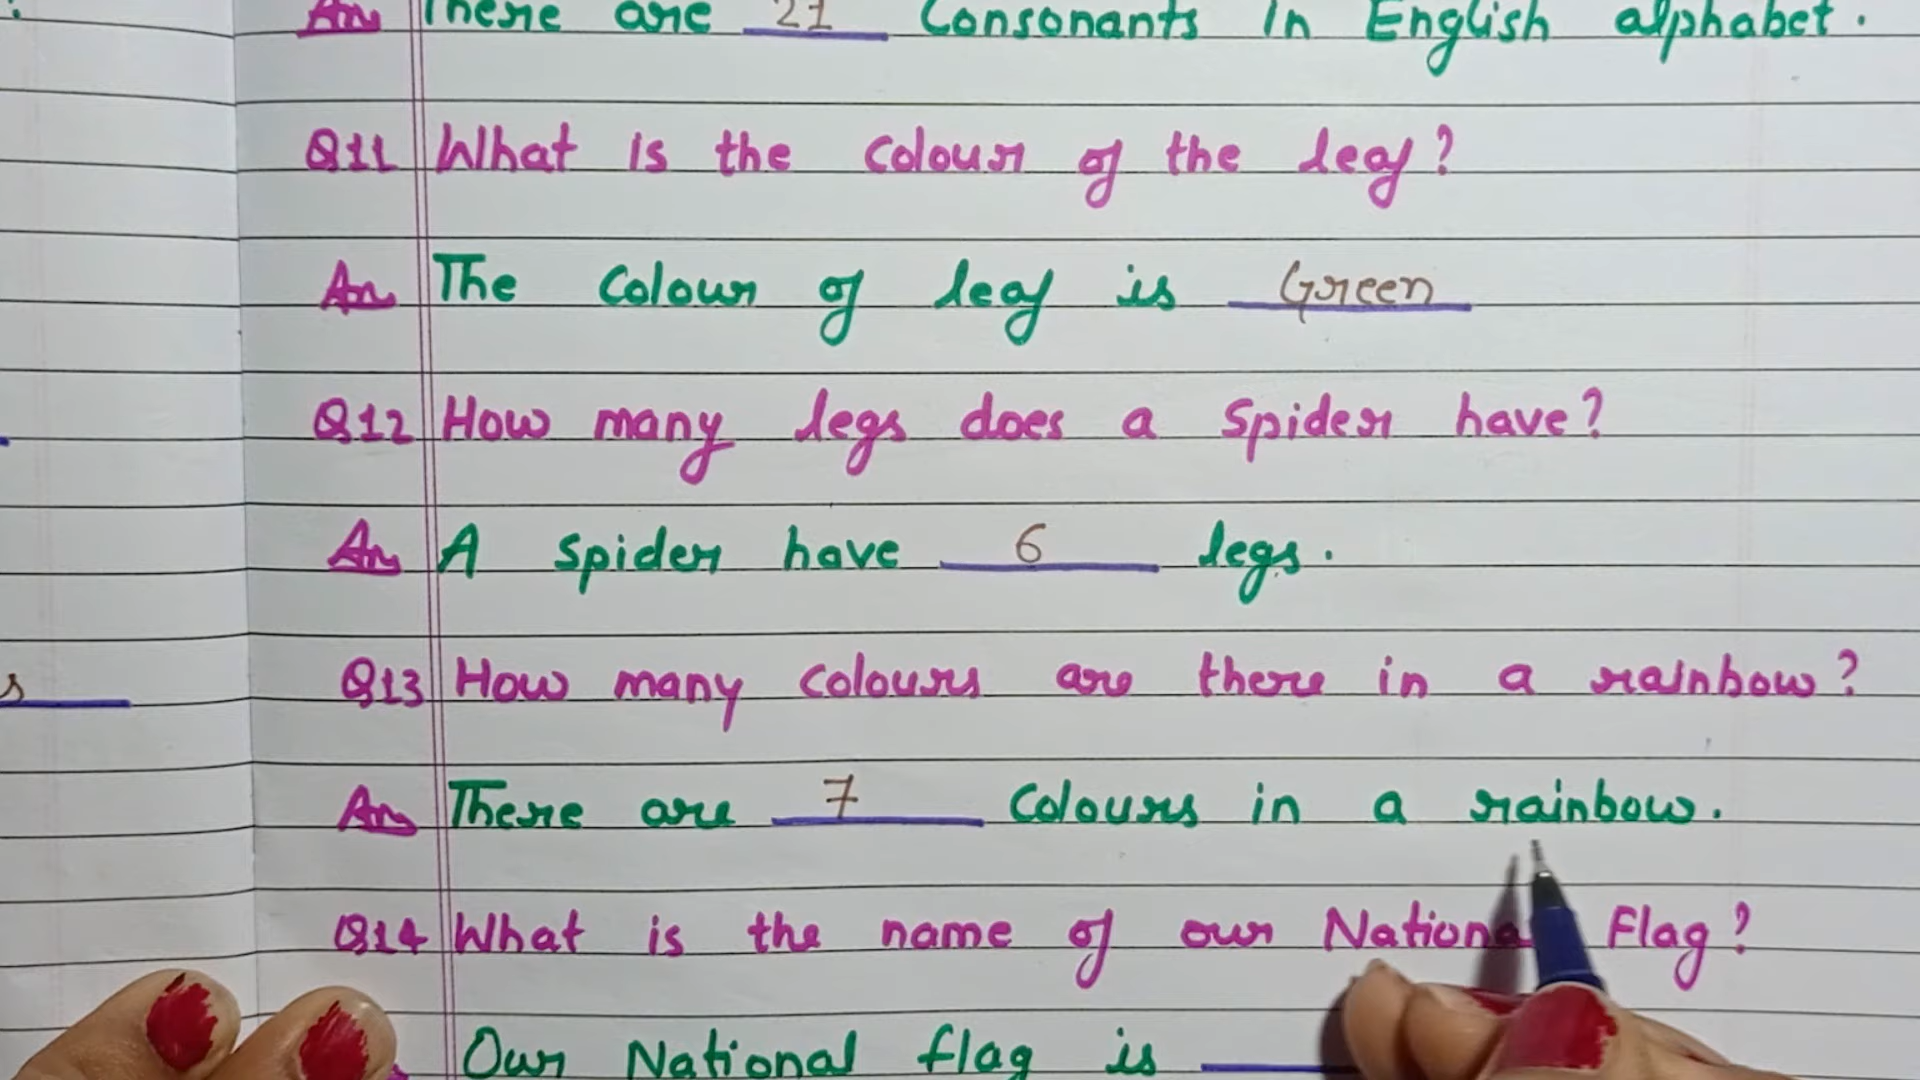 Ans There are 21 Consonants in English alphabet.
Q11 What is the colour of the leaf?
Ans The colour of leaf is Green
Q12 How many legs does a spider have?
Ans A spider have 6 legs.
s
Q13 How many colours are there in a rainbow?
Ans There are 7 colours in a rainbow.
Q14 What is the name of our National Flag?
Our National flag is